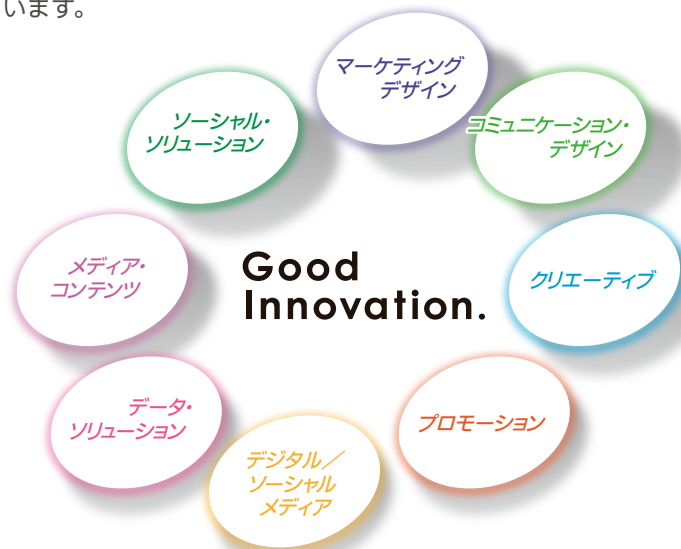 います。
マーケティング
デザイン
コミュニケーション・
デザイン
クリエーティブ
プロモーション
デジタル／
ソーシャル
メディア
データ・
ソリューション
メディア・
コンテンツ
ソーシャル・
ソリューション
Good
Innovation.